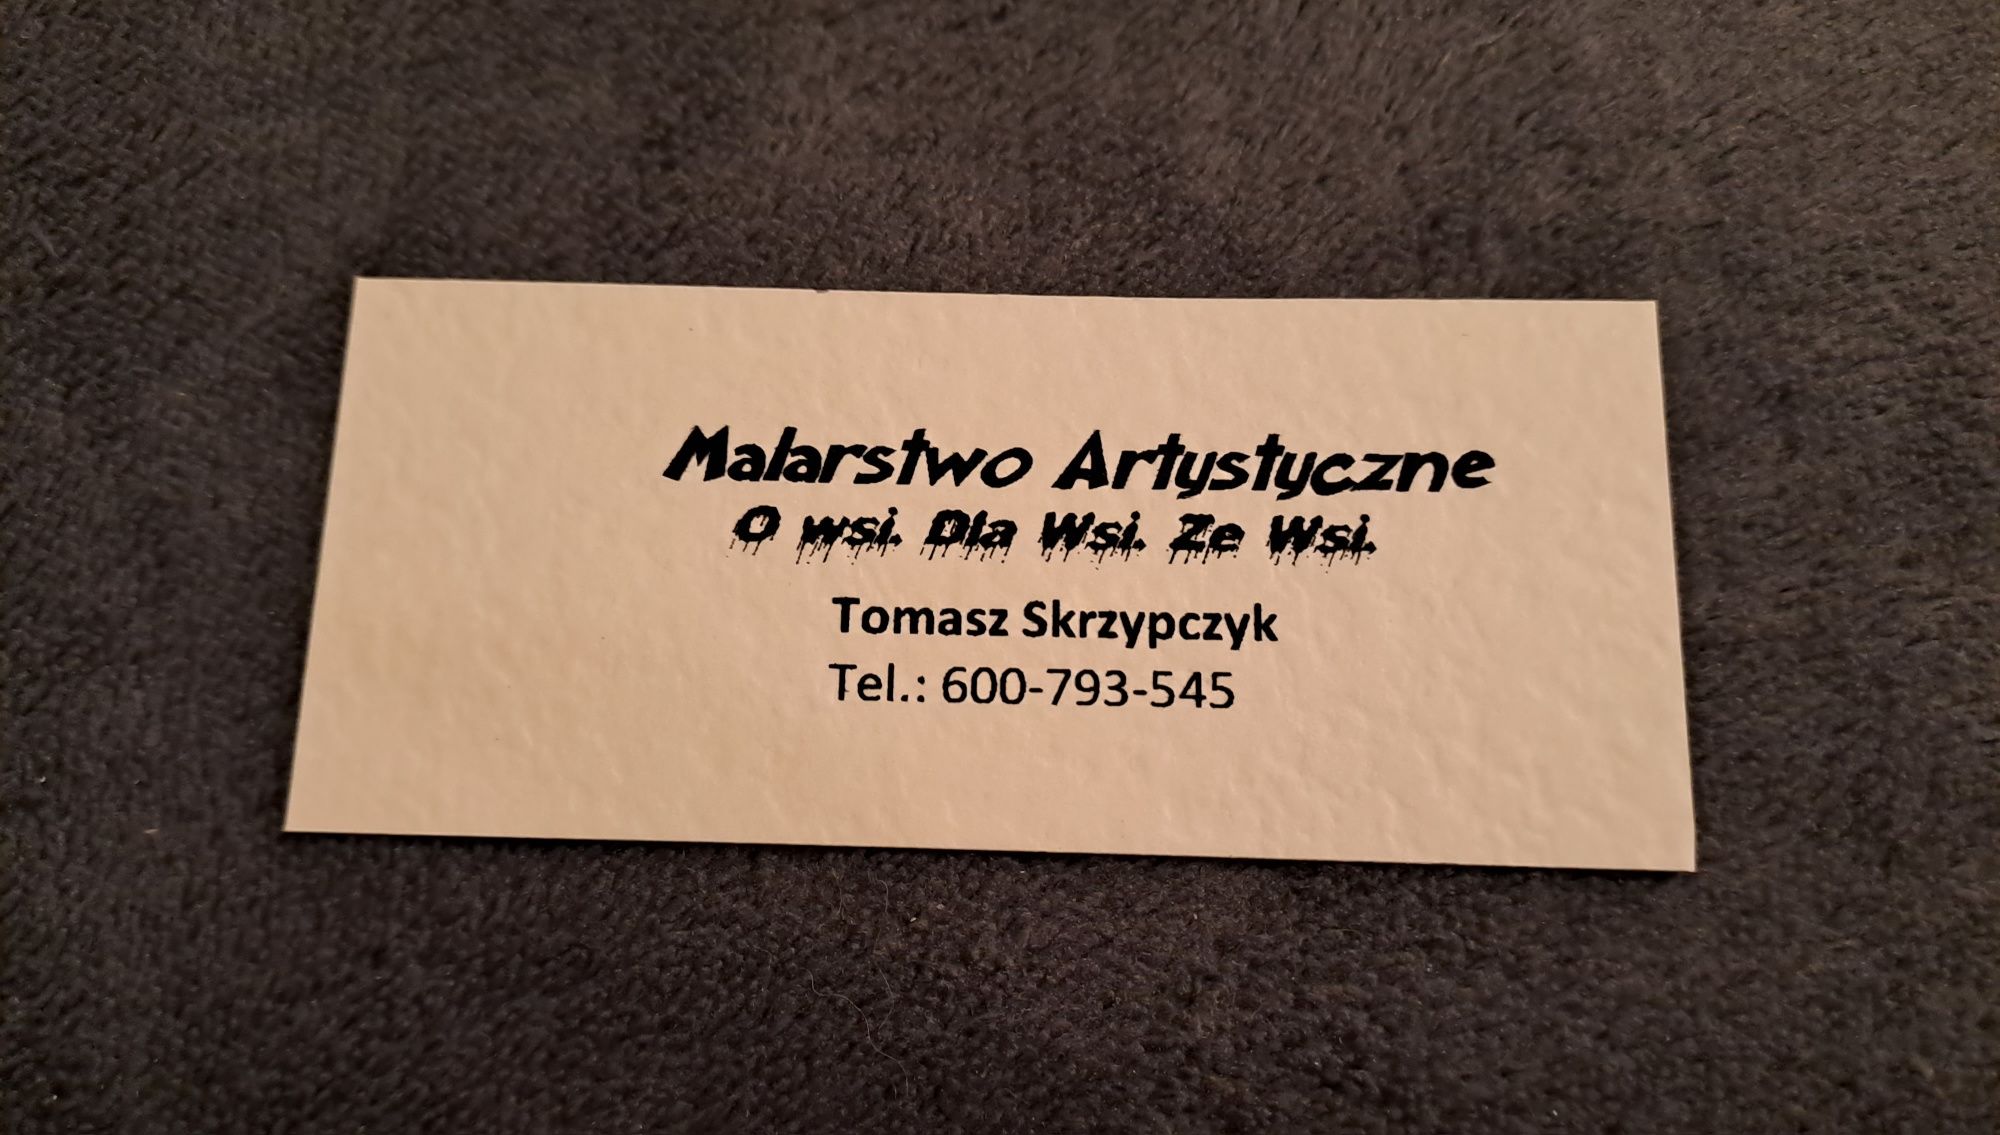 Malarstwo Artystyczne
O wsi. Dla Wsi. Ze Wsi.
Tomasz Skrzypczyk
Tel.: 600-793-545